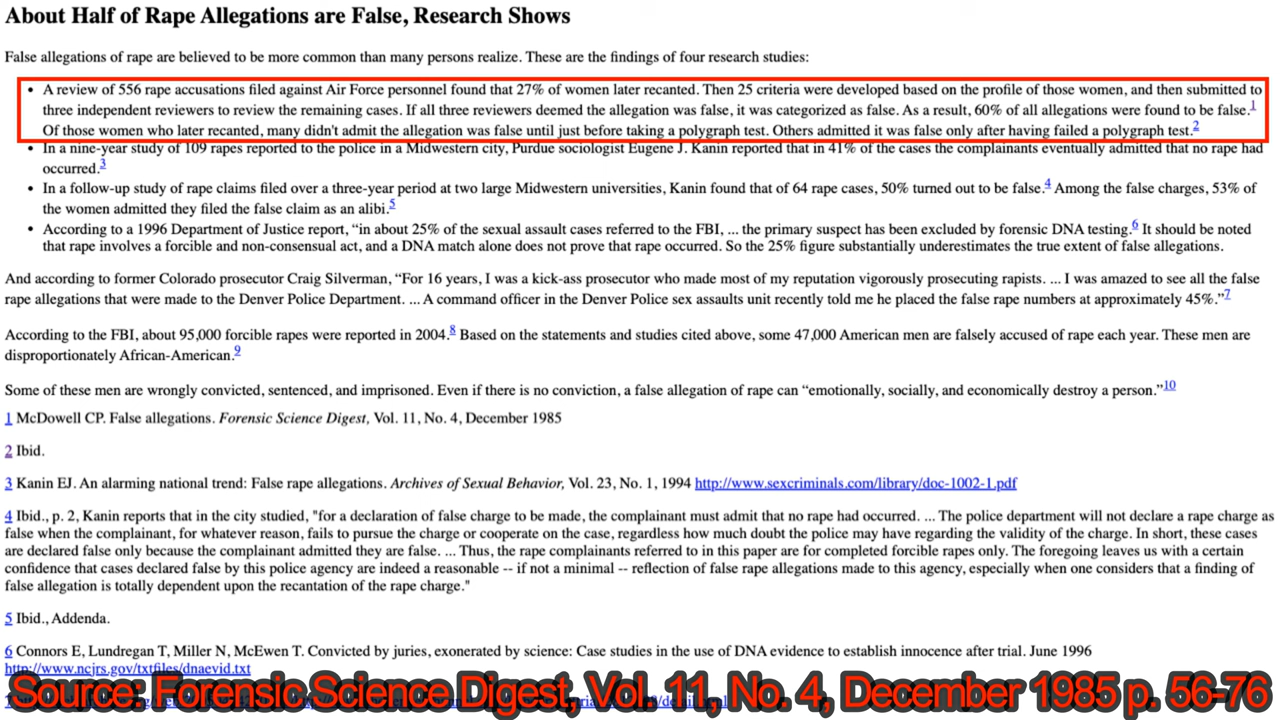 About Half of Rape Allegations are False, Research Shows
False allegations of rape are believed to be more common than many persons realize. These are the findings of four research studies:
• A review of 556 rape accusations filed against Air Force personnel found that 27% of women later recanted. Then 25 criteria were developed based on the profile of those women, and then submitted to
three independent reviewers to review the remaining cases. If all three reviewers deemed the allegation was false, it was categorized as false. As a result, 60% of all allegations were found to be false.1
Of those women who later recanted, many didn't admit the allegation was false until just before taking a polygraph test. Others admitted it was false only after having failed a polygraph test.2
• In a nine-year study of 109 rapes reported to the police in a Midwestern city, Purdue sociologist Eugene J. Kanin reported that in 41% of the cases the complainants eventually admitted that no rape had
occurred.3
• In a follow-up study of rape claims filed over a three-year period at two large Midwestern universities, Kanin found that of 64 rape cases, 50% turned out to be false.4 Among the false charges, 53% of
the women admitted they filed the false claim as an alibi.5
• According to a 1996 Department of Justice report, “in about 25% of the sexual assault cases referred to the FBI, ... the primary suspect has been excluded by forensic DNA testing.6 It should be noted
that rape involves a forcible and non-consensual act, and a DNA match alone does not prove that rape occurred. So the 25% figure substantially underestimates the true extent of false allegations.
And according to former Colorado prosecutor Craig Silverman, “For 16 years, I was a kick-ass prosecutor who made most of my reputation vigorously prosecuting rapists. ... I was amazed to see all the false
rape allegations that were made to the Denver Police Department. ... A command officer in the Denver Police sex assaults unit recently told me he placed the false rape numbers at approximately 45%.”7
According to the FBI, about 95,000 forcible rapes were reported in 2004.8 Based on the statements and studies cited above, some 47,000 American men are falsely accused of rape each year. These men are
disproportionately African-American.9
Some of these men are wrongly convicted, sentenced, and imprisoned. Even if there is no conviction, a false allegation of rape can “emotionally, socially, and economically destroy a person.”10
1 McDowell CP. False allegations. Forensic Science Digest, Vol. 11, No. 4, December 1985
2 Ibid.
3 Kanin EJ. An alarming national trend: False rape allegations. Archives of Sexual Behavior, Vol. 23, No. 1, 1994 http://www.sexcriminals.com/library/doc-1002-1.pdf
4 Ibid., p. 2, Kanin reports that in the city studied, "for a declaration of false charge to be made, the complainant must admit that no rape had occurred. ... The police department will not declare a rape charge as
false when the complainant, for whatever reason, fails to pursue the charge or cooperate on the case, regardless how much doubt the police may have regarding the validity of the charge. In short, these cases
are declared false only because the complainant admitted they are false. ... Thus, the rape complainants referred to in this paper are for completed forcible rapes only. The foregoing leaves us with a certain
confidence that cases declared false by this police agency are indeed a reasonable -- if not a minimal -- reflection of false rape allegations made to this agency, especially when one considers that a finding of
false allegation is totally dependent upon the recantation of the rape charge."
5 Ibid., Addenda.
6 Connors E, Lundregan T, Miller N, McEwen T. Convicted by juries, exonerated by science: Case studies in the use of DNA evidence to establish innocence after trial. June 1996
http://www.ncjrs.gov/txtfiles/dnaevid.txt
Source: Forensic Science Digest, Vol. 11, No. 4, December 1985 p. 56-76